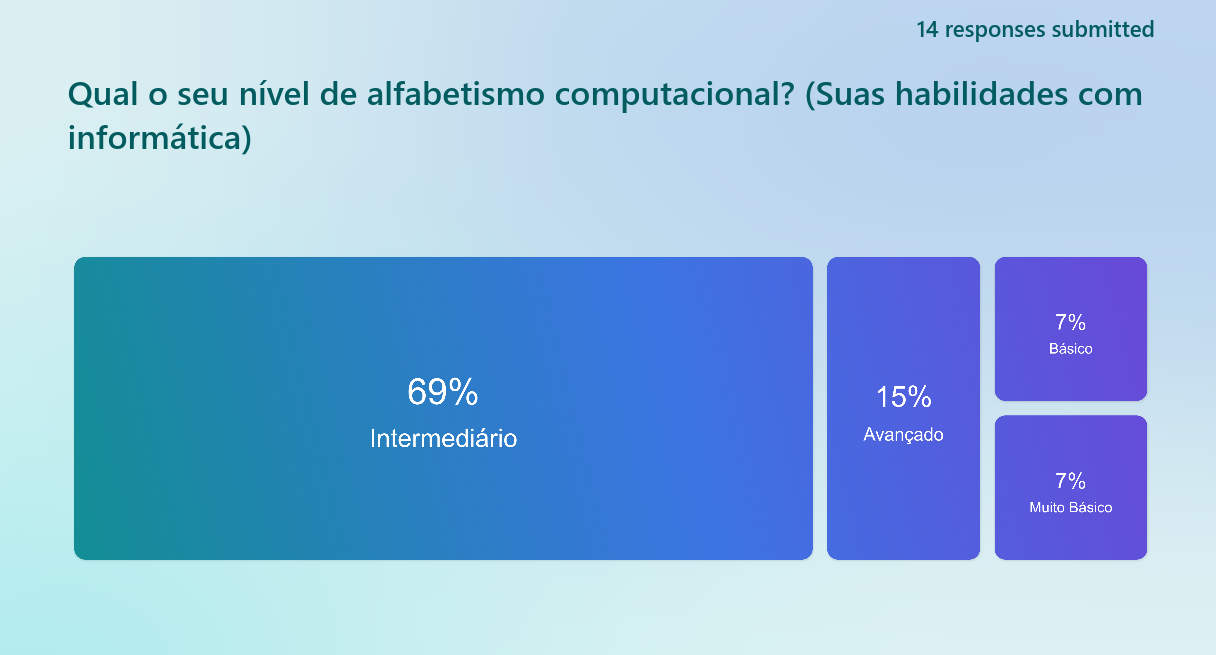 14 responses submitted
Qual o seu nível de alfabetismo computacional? (Suas habilidades com
informática)
69%
Intermediário
15%
Avançado
7%
Básico
7%
Muito Básico